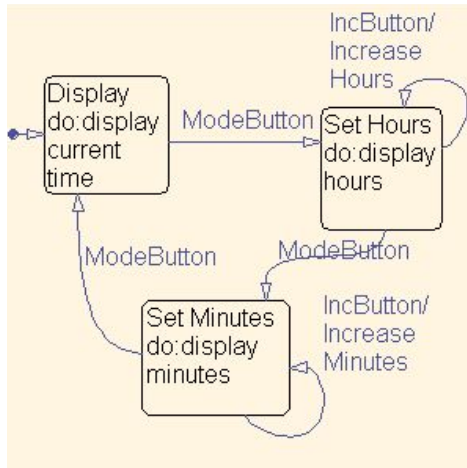 IncButton/
Increase
Hours
Display
do:display
current
time
ModeButton
Set Hours
do:display
hours
ModeButton
ModeButton
Set Minutes
do:display
minutes
IncButton/
Increase
Minutes